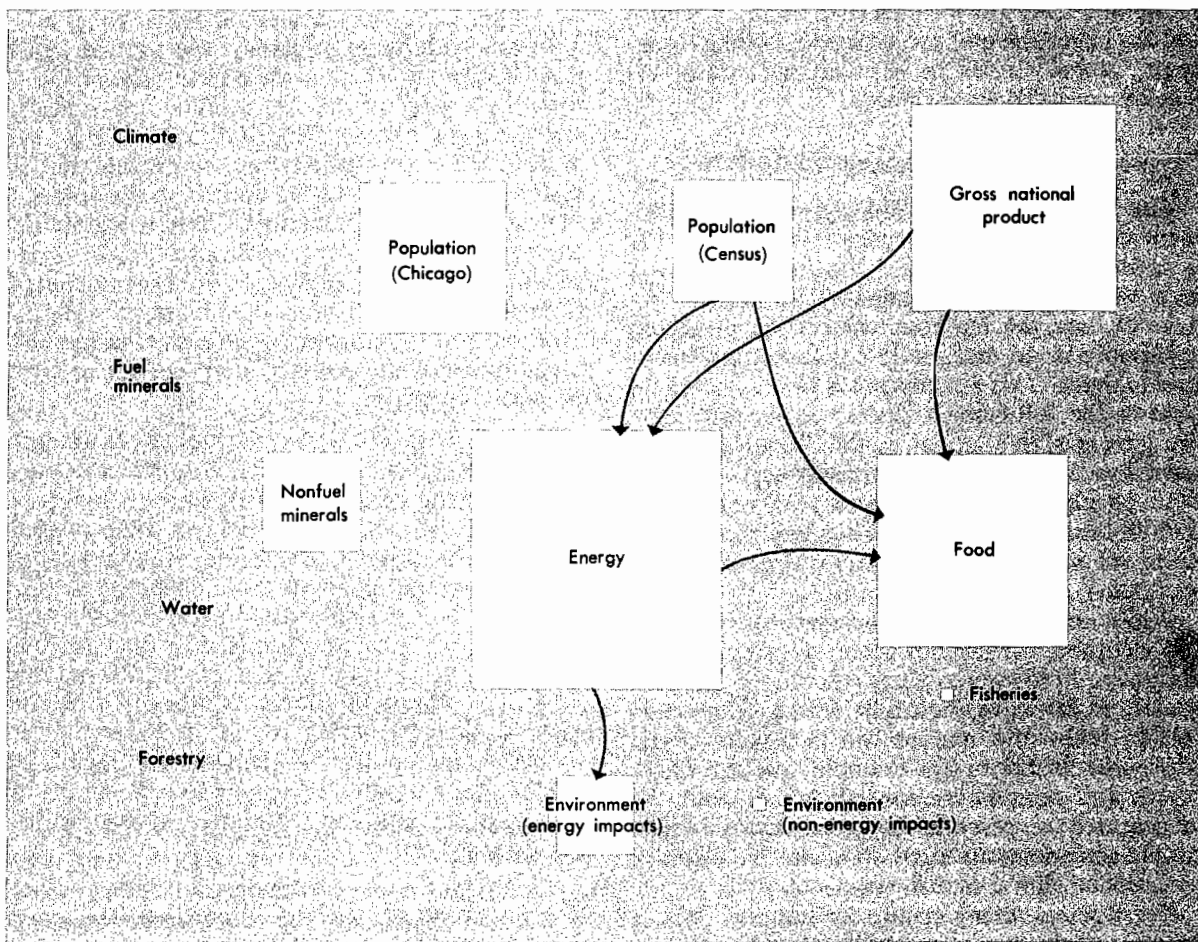 Climate
Gross national
product
Population
(Chicago)
Population
(Census)
Fuel
minerals
Nonfuel
minerals
Energy
Food
Water
Fisheries
Forestry
Environment
(energy impacts)
Environment
(non-energy impacts)